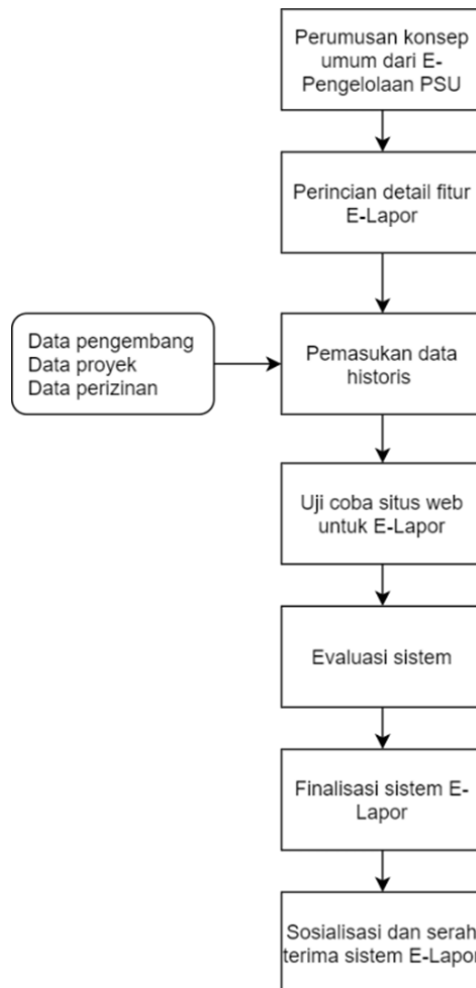 Perumusan konsep
umum dari E-
Pengelolaan PSU
Perincian detail fitur
E-Lapor
Data pengembang
Data proyek
Data perizinan
Pemasukan data
historis
Uji coba situs web
untuk E-Lapor
Evaluasi sistem
Finalisasi sistem E-
Lapor
Sosialisasi dan serah
terima sistem E-Lapor